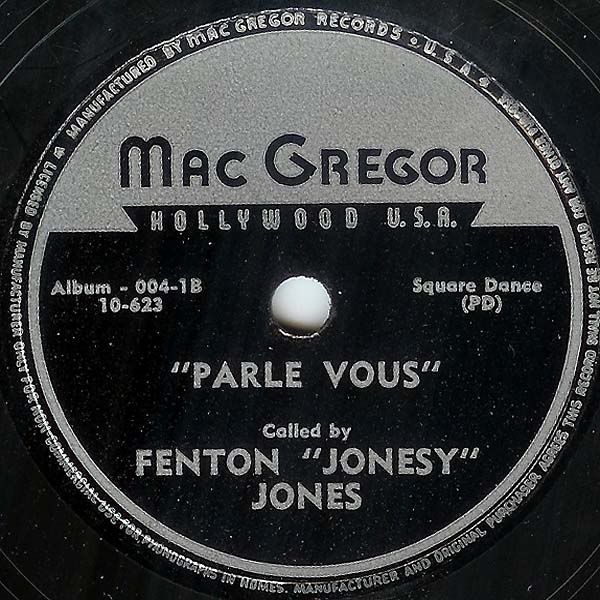 MANUFACTURED BY MAC GREGOR RECORDS • U.S.A.
LICENSED BY MANUFACTURER ONLY FOR NON-COMMERCIAL USE FOR PHONOGRAPHS IN HOMES. MANUFACTURER AND ORIGINAL PURCHASER AGREE THIS RECORD SHALL NOT BE RESOLD
MAC GREGOR
HOLLYWOOD U.S.A.
Album - 004-1B
10-623
Square Dance
(PD)
"PARLE VOUS"
Called by
FENTON "JONESY"
JONES